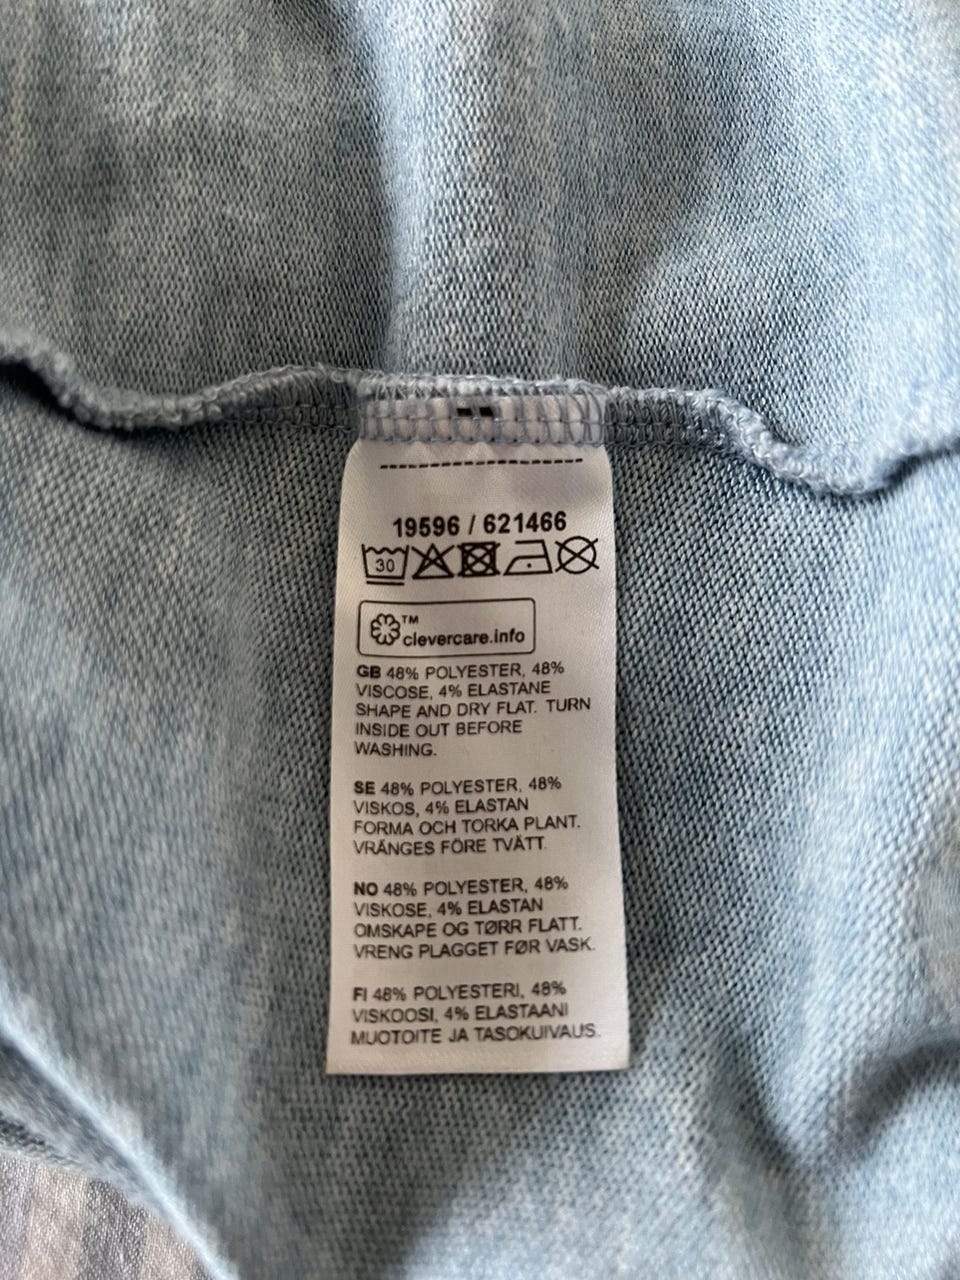 19596 / 621466
30
™
clevercare.info
GB 48% POLYESTER, 48%
VISCOSE, 4% ELASTANE
SHAPE AND DRY FLAT. TURN
INSIDE OUT BEFORE
WASHING.
SE 48% POLYESTER, 48%
VISKOS, 4% ELASTAN
FORMA OCH TORKA PLANT.
VRÄNGES FÖRE TVÄTT.
NO 48% POLYESTER, 48%
VISKOSE, 4% ELASTAN
OMSKAPE OG TØRR FLATT.
VRENG PLAGGET FØR VASK.
FI 48% POLYESTERI, 48%
VISKOOSI, 4% ELASTAANI
MUOTOITE JA TASOKUIVAUS.